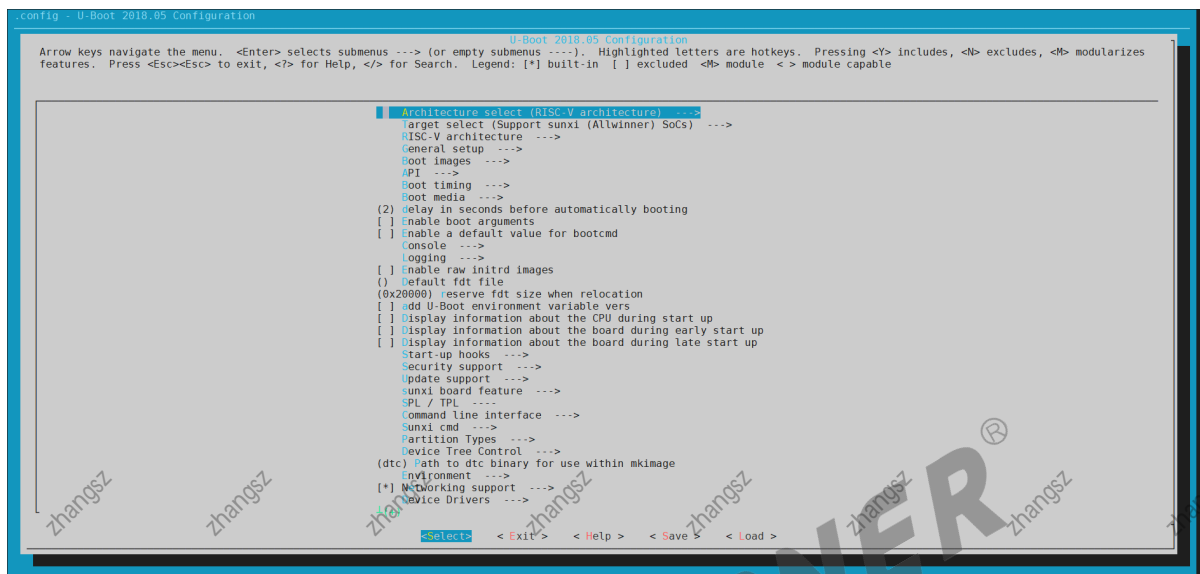 .config - U-Boot 2018.05 Configuration
U-Boot 2018.05 Configuration
Arrow keys navigate the menu.  <Enter> selects submenus ---> (or empty submenus ----).  Highlighted letters are hotkeys.  Pressing <Y> includes, <N> excludes, <M> modularizes
features.  Press <Esc><Esc> to exit, <?> for Help, </> for Search.  Legend: [*] built-in  [ ] excluded  <M> module  < > module capable
Architecture select (RISC-V architecture)  --->
Target select (Support sunxi (Allwinner) SoCs)  --->
RISC-V architecture  --->
General setup  --->
Boot images  --->
API  --->
Boot timing  --->
Boot media  --->
(2) delay in seconds before automatically booting
[ ] Enable boot arguments
[ ] Enable a default value for bootcmd
Console  --->
Logging  --->
[ ] Enable raw initrd images
()  Default fdt file
(0x20000) reserve fdt size when relocation
[ ] add U-Boot environment variable vers
[ ] Display information about the CPU during start up
[ ] Display information about the board during early start up
[ ] Display information about the board during late start up
Start-up hooks  --->
Security support  --->
Update support  --->
sunxi board feature  --->
SPL / TPL  ----
Command line interface  --->
Sunxi cmd  --->
Partition Types  --->
Device Tree Control  --->
(dtc) Path to dtc binary for use within mkimage
Environment  --->
[*] Networking support  --->
Device Drivers  --->
<Select>    < Exit >    < Help >    < Save >    < Load >
zhangsz zhangsz zhangsz zhangsz zhangsz zhangsz zhangsz
NER ®